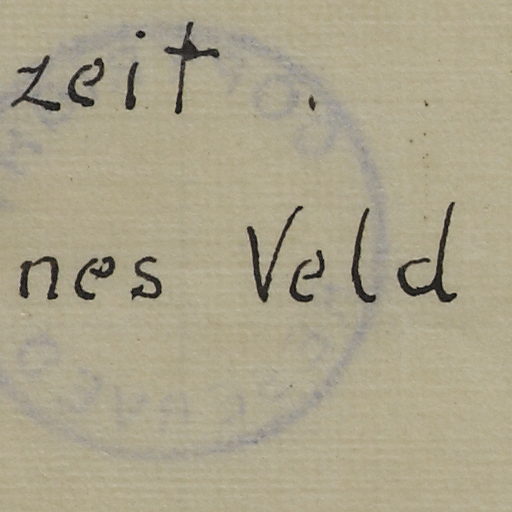 zeit .
nes Veld